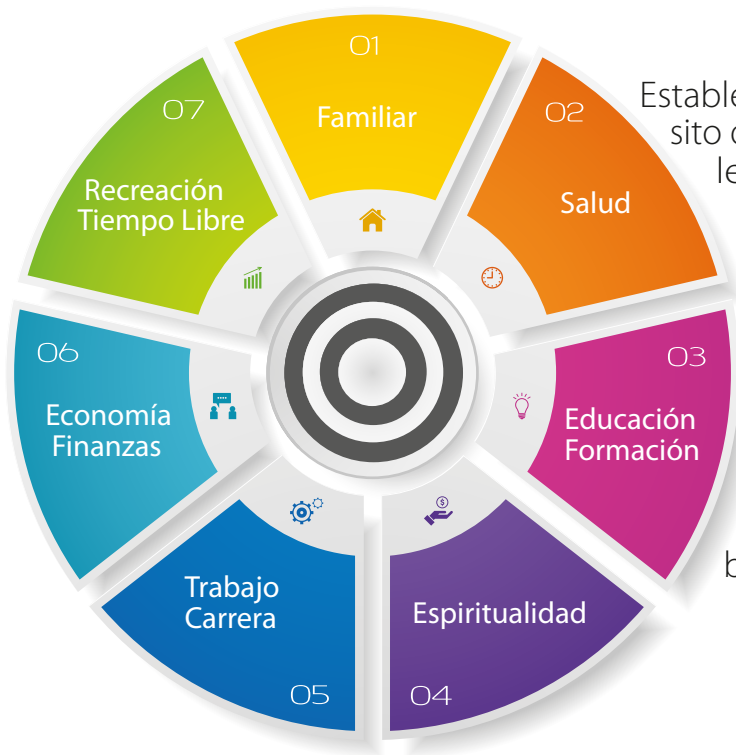 01
Familiar
02
Salud
03
Educación
Formación
04
Espiritualidad
05
Trabajo
Carrera
06
Economía
Finanzas
07
Recreación
Tiempo Libre
sito